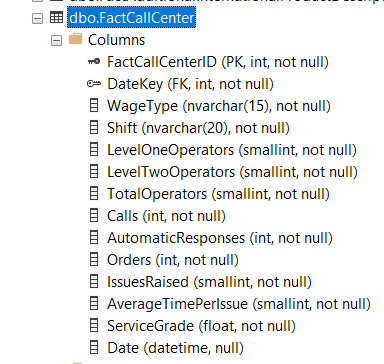 dbo.FactCallCenter
Columns
FactCallCenterID (PK, int, not null)
DateKey (FK, int, not null)
WageType (nvarchar(15), not null)
Shift (nvarchar(20), not null)
LevelOneOperators (smallint, not null)
LevelTwoOperators (smallint, not null)
TotalOperators (smallint, not null)
Calls (int, not null)
AutomaticResponses (int, not null)
Orders (int, not null)
IssuesRaised (smallint, not null)
AverageTimePerIssue (smallint, not null)
ServiceGrade (float, not null)
Date (datetime, null)